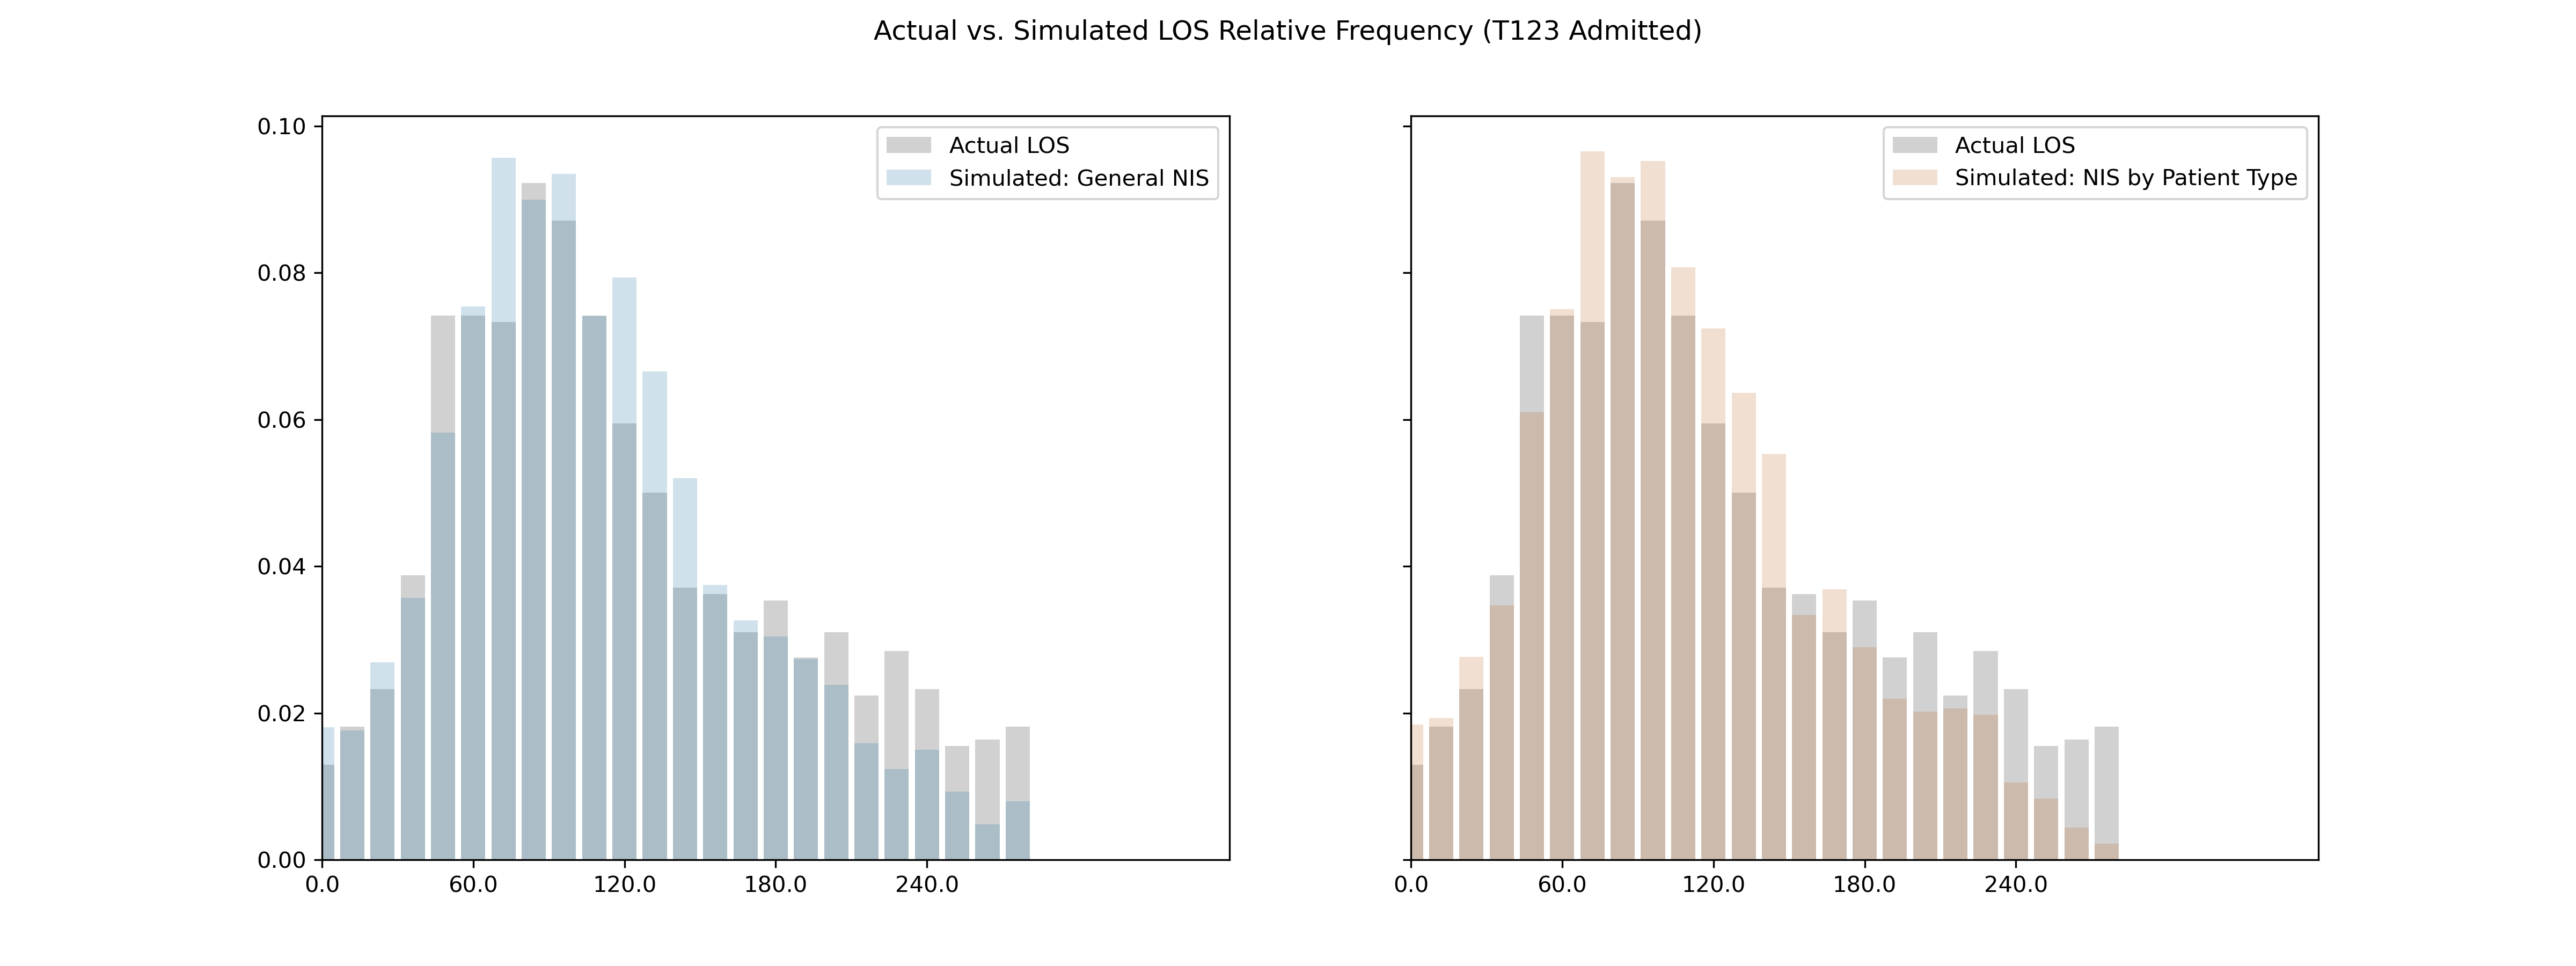 Actual vs. Simulated LOS Relative Frequency (T123 Admitted)
Actual LOS
Simulated: General NIS
0.10
0.08
0.06
0.04
0.02
0.00
0.0 60.0 120.0 180.0 240.0
Actual LOS
Simulated: NIS by Patient Type
0.0 60.0 120.0 180.0 240.0